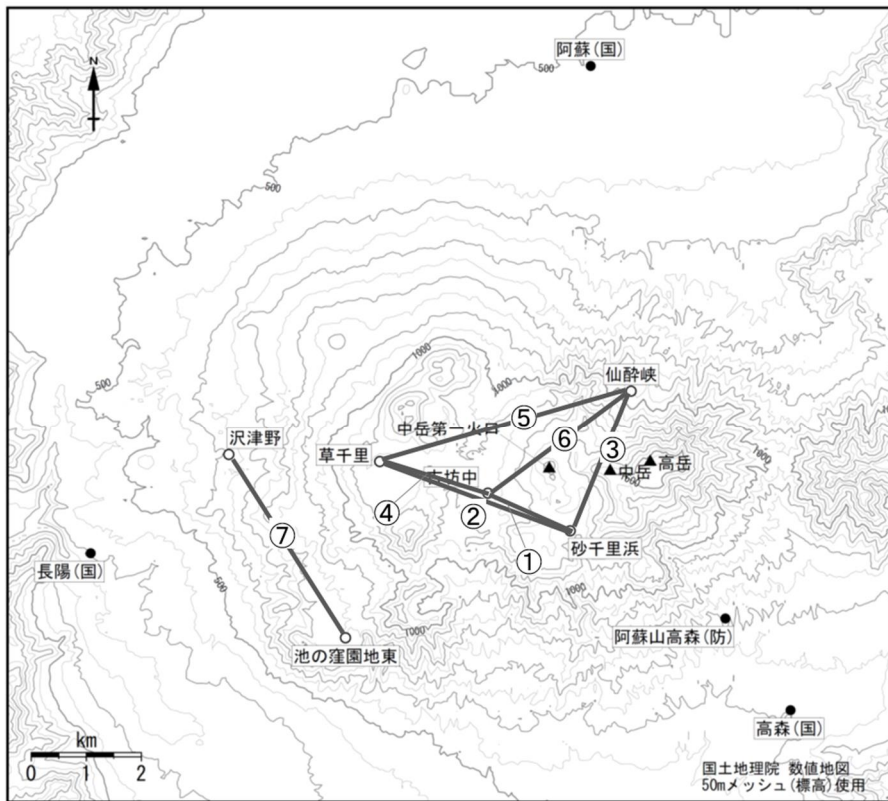 N
阿蘇(国)
500
500
1000
仙酔峡
1000
沢津野
中岳第一火口
⑤
⑥
③
草千里
中岳
高岳
1000
④
②
⑦
①
砂千里浜
500
長陽(国)
1000
阿蘇山高森(防)
池の窪園地東
1000
高森(国)
km
0 1 2
国土地理院 数値地図
50mメッシュ(標高)使用